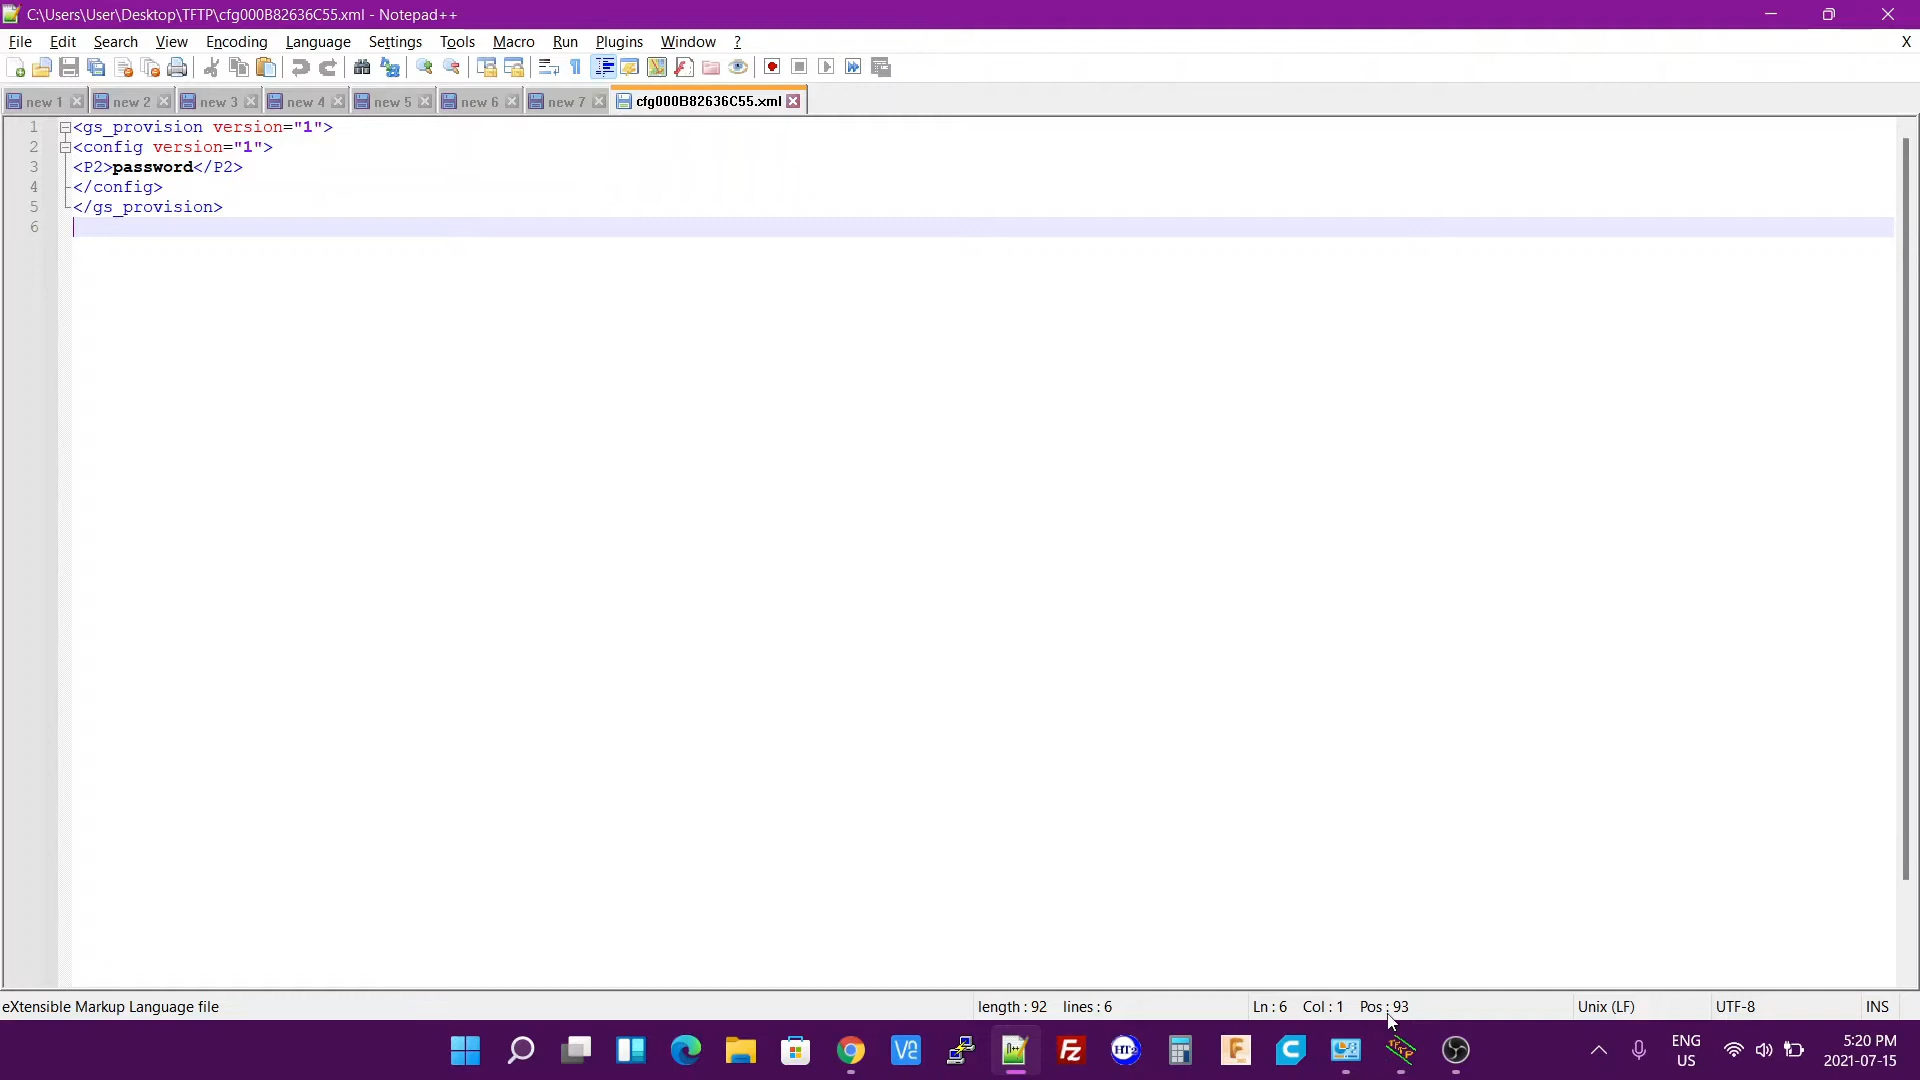 C:\Users\User\Desktop\TFTP\cfg000B82636C55.xml - Notepad++
File Edit Search View Encoding Language Settings Tools Macro Run Plugins Window ? X
new 1 new 2 new 3 new 4 new 5 new 6 new 7 cfg000B82636C55.xml
1 <gs_provision version="1">
2 <config version="1">
3 <P2>password</P2>
4 </config>
5 </gs_provision>
6
eXtensible Markup Language file length : 92 lines : 6 Ln : 6 Col : 1 Pos : 93 Unix (LF) UTF-8 INS
ENG 5:20 PM
US 2021-07-15